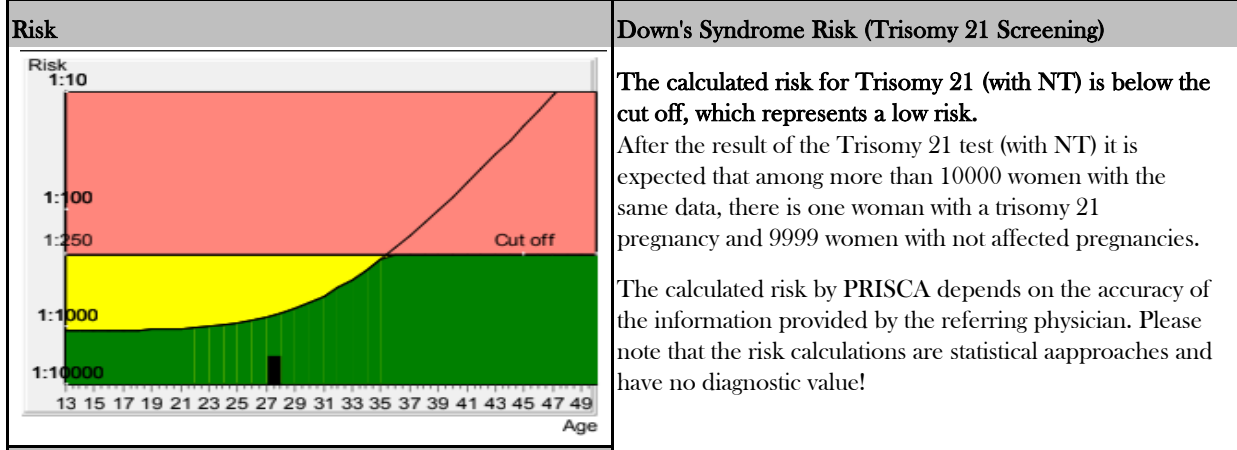 Risk
Risk
1:10
1:100
1:250
Cut off
1:1000
1:10000
13 15 17 19 21 23 25 27 29 31 33 35 37 39 41 43 45 47 49
Age
Down's Syndrome Risk (Trisomy 21 Screening)
The calculated risk for Trisomy 21 (with NT) is below the
cut off, which represents a low risk.
After the result of the Trisomy 21 test (with NT) it is
expected that among more than 10000 women with the
same data, there is one woman with a trisomy 21
pregnancy and 9999 women with not affected pregnancies.
The calculated risk by PRISCA depends on the accuracy of
the information provided by the referring physician. Please
note that the risk calculations are statistical aapproaches and
have no diagnostic value!